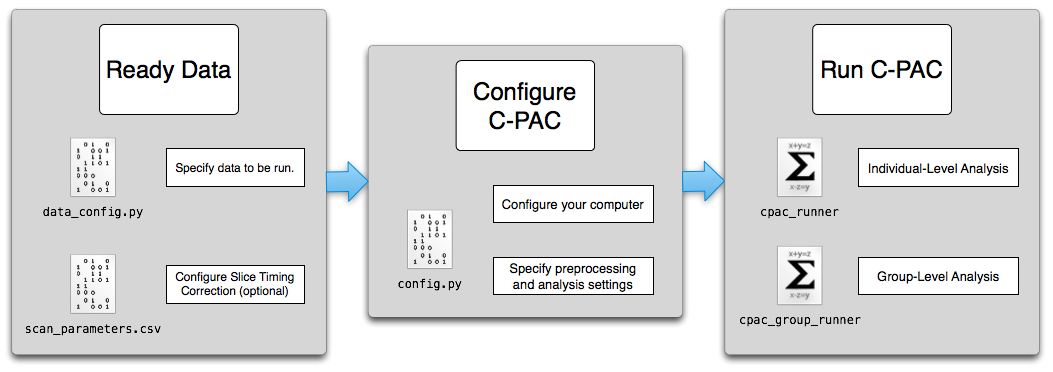 Ready Data
data_config.py
Specify data to be run.
scan_parameters.csv
Configure Slice Timing
Correction (optional)
Configure
C-PAC
config.py
Configure your computer
Specify preprocessing
and analysis settings
Run C-PAC
x+y=z
Σ
x-z=y
cpac_runner
Individual-Level Analysis
x+y=z
Σ
x-z=y
cpac_group_runner
Group-Level Analysis